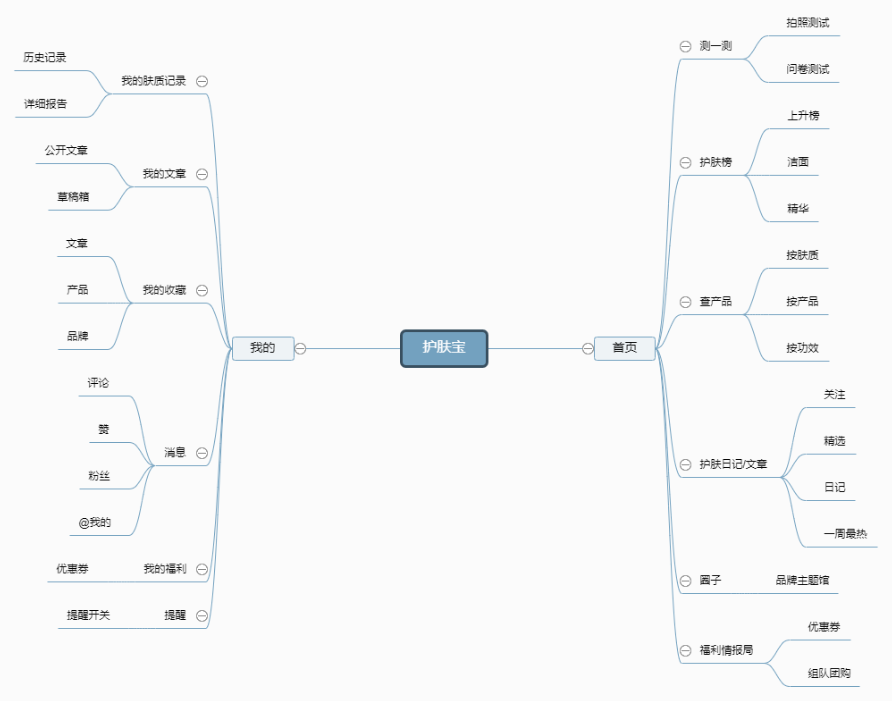 护肤宝
首页
测一测
拍照测试
问卷测试
护肤榜
上升榜
洁面
精华
查产品
按肤质
按产品
按功效
护肤日记/文章
关注
精选
日记
一周最热
圆子
品牌主题馆
福利情报局
优惠券
组队团购
我的
我的肤质记录
历史记录
详细报告
我的文章
公开文章
草稿箱
我的收藏
文章
产品
品牌
消息
评论
赞
粉丝
@我的
我的福利
优惠券
提醒
提醒开关